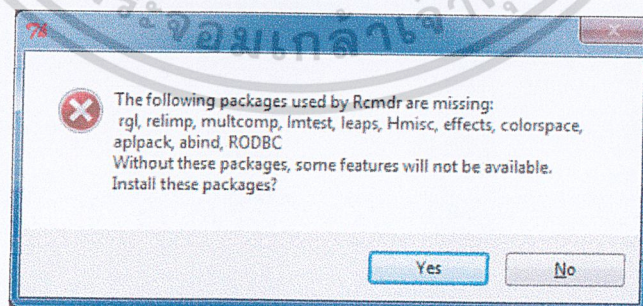 The following packages used by Rcmdr are missing:
rgl, relimp, multcomp, lmtest, leaps, Hmisc, effects, colorspace,
aplpack, abind, RODBC
Without these packages, some features will not be available.
Install these packages?
Yes
No